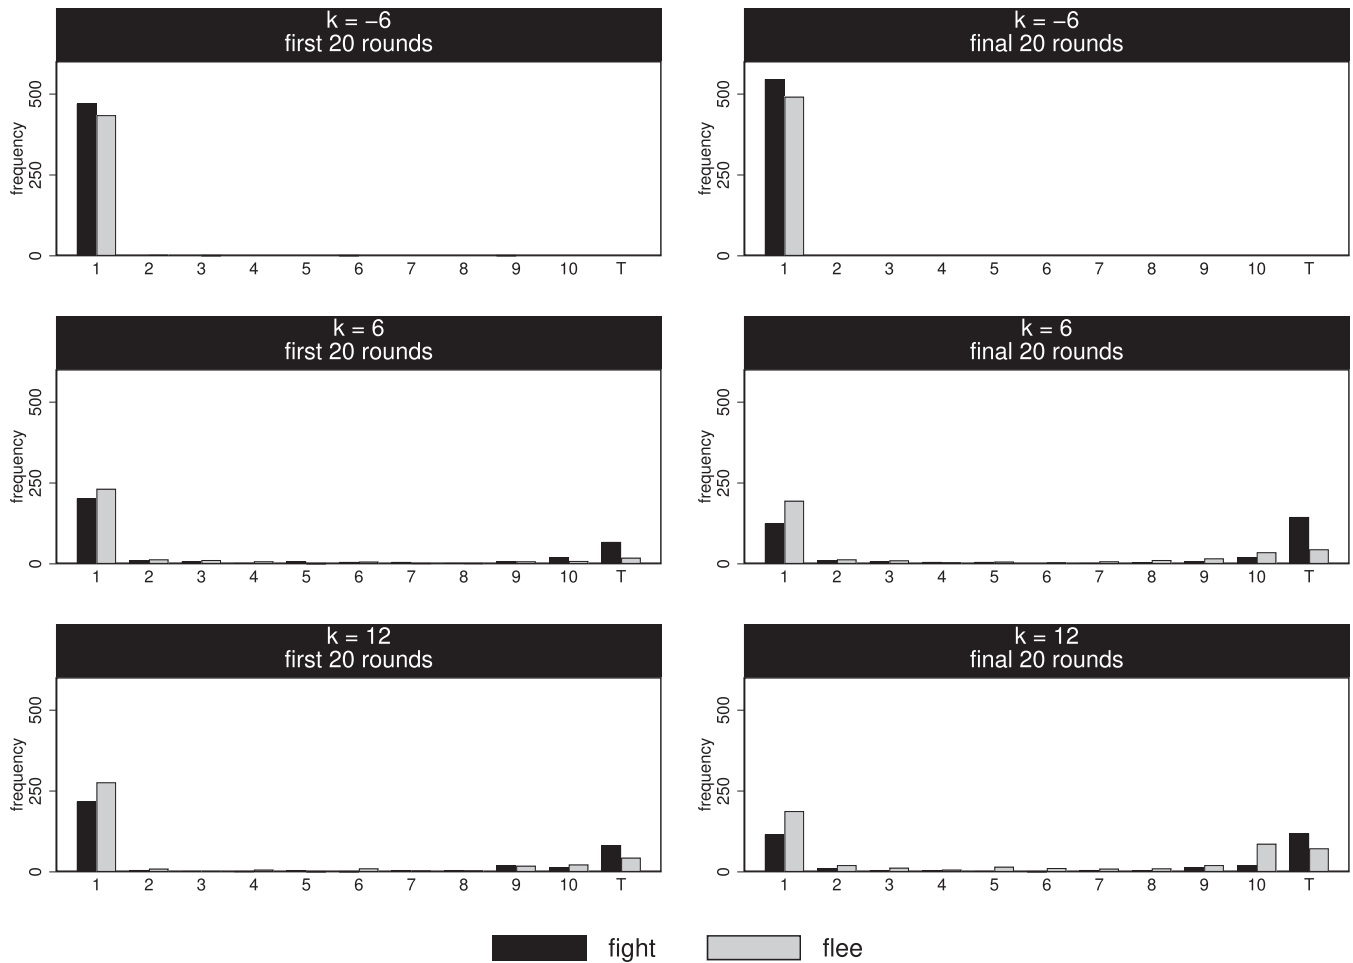 k = −6
first 20 rounds
k = −6
final 20 rounds
frequency
0 250 500
1 2 3 4 5 6 7 8 9 10 T
frequency
0 250 500
1 2 3 4 5 6 7 8 9 10 T
k = 6
first 20 rounds
k = 6
final 20 rounds
frequency
0 250 500
1 2 3 4 5 6 7 8 9 10 T
frequency
0 250 500
1 2 3 4 5 6 7 8 9 10 T
k = 12
first 20 rounds
k = 12
final 20 rounds
frequency
0 250 500
1 2 3 4 5 6 7 8 9 10 T
frequency
0 250 500
1 2 3 4 5 6 7 8 9 10 T
fight flee